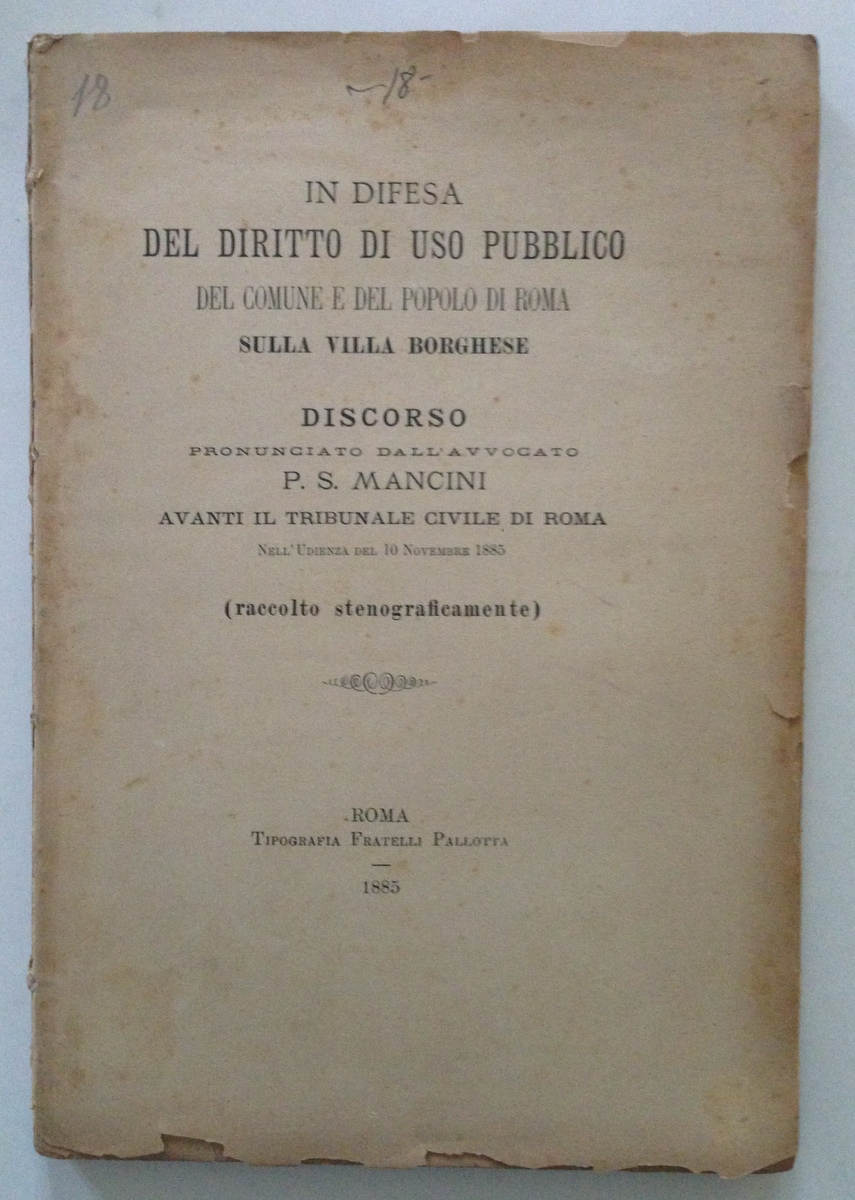 18
-18-
IN DIFESA
DEL DIRITTO DI USO PUBBLICO
DEL COMUNE E DEL POPOLO DI ROMA
SULLA VILLA BORGHESE
DISCORSO
PRONUNCIATO DALL'AVVOCATO
P. S. MANCINI
AVANTI IL TRIBUNALE CIVILE DI ROMA
NELL'UDIENZA DEL 10 NOVEMBRE 1885
(raccolto stenograficamente)
ROMA
TIPOGRAFIA FRATELLI PALLOTTA
1885